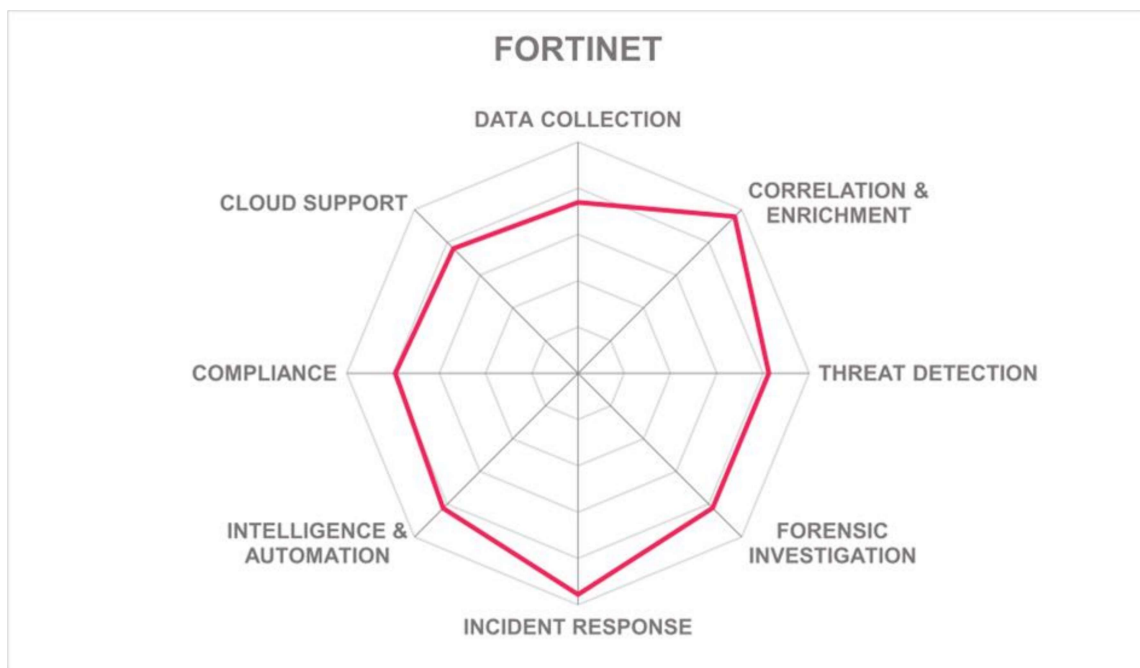 FORTINET
DATA COLLECTION
CORRELATION &
ENRICHMENT
THREAT DETECTION
FORENSIC
INVESTIGATION
INCIDENT RESPONSE
INTELLIGENCE &
AUTOMATION
COMPLIANCE
CLOUD SUPPORT